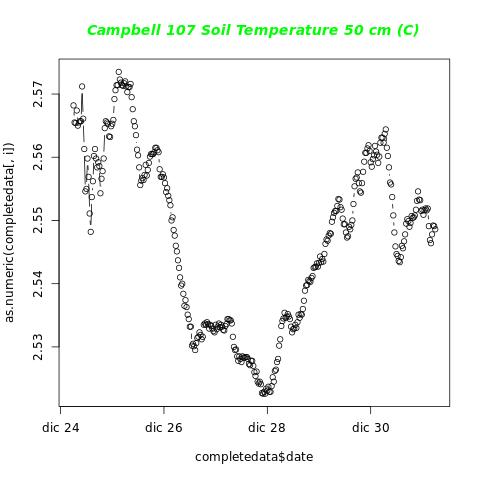 Campbell 107 Soil Temperature 50 cm (C)
as.numeric(completedata[, i])
2.57
2.56
2.55
2.54
2.53
dic 24
dic 26
dic 28
dic 30
completedata$date